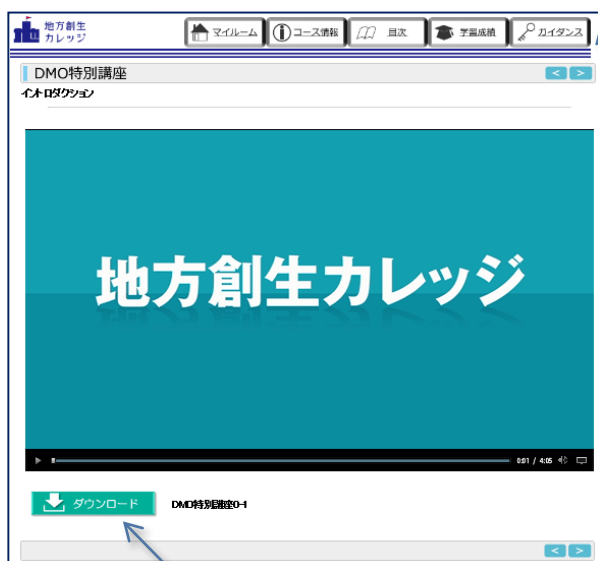 地方創生
カレッジ
マイルーム
コース情報
目次
学習成績
ガイダンス
DMO特別講座
< >
イントロダクション
地方創生カレッジ
0:01 / 4:05
ダウンロード
DMO特別講座0-1
< >